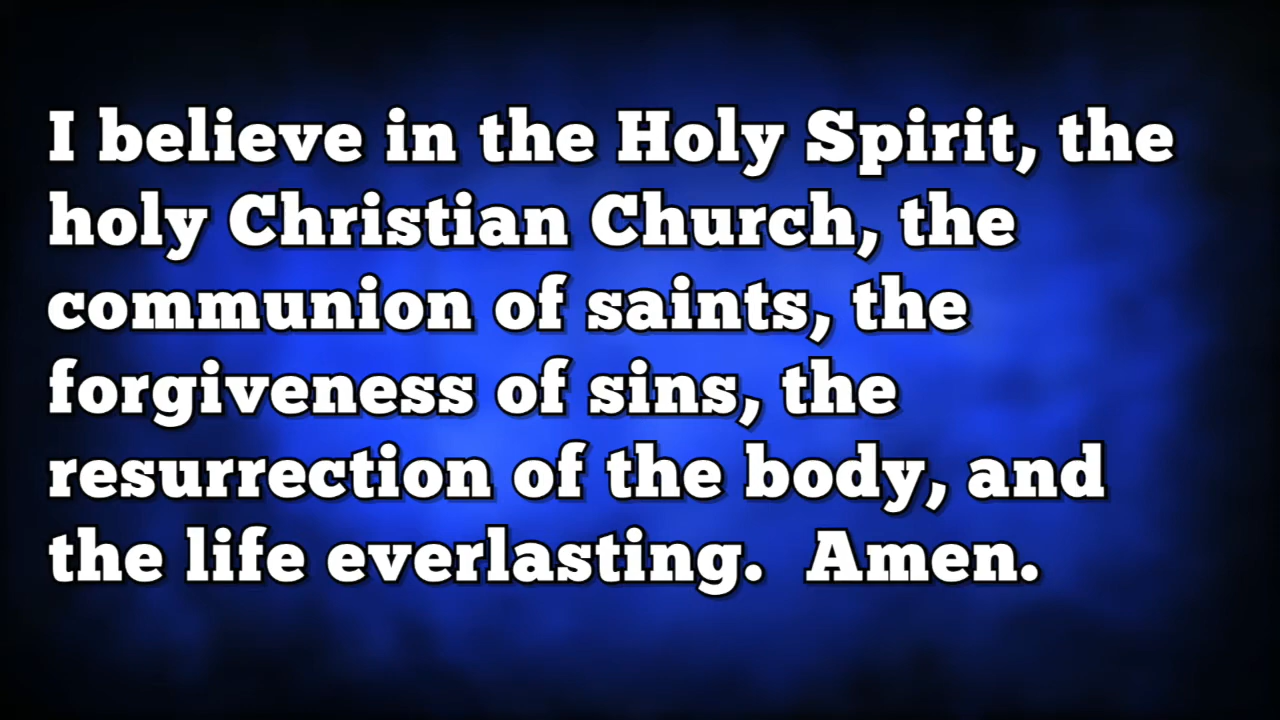 I believe in the Holy Spirit, the
holy Christian Church, the
communion of saints, the
forgiveness of sins, the
resurrection of the body, and
the life everlasting.  Amen.